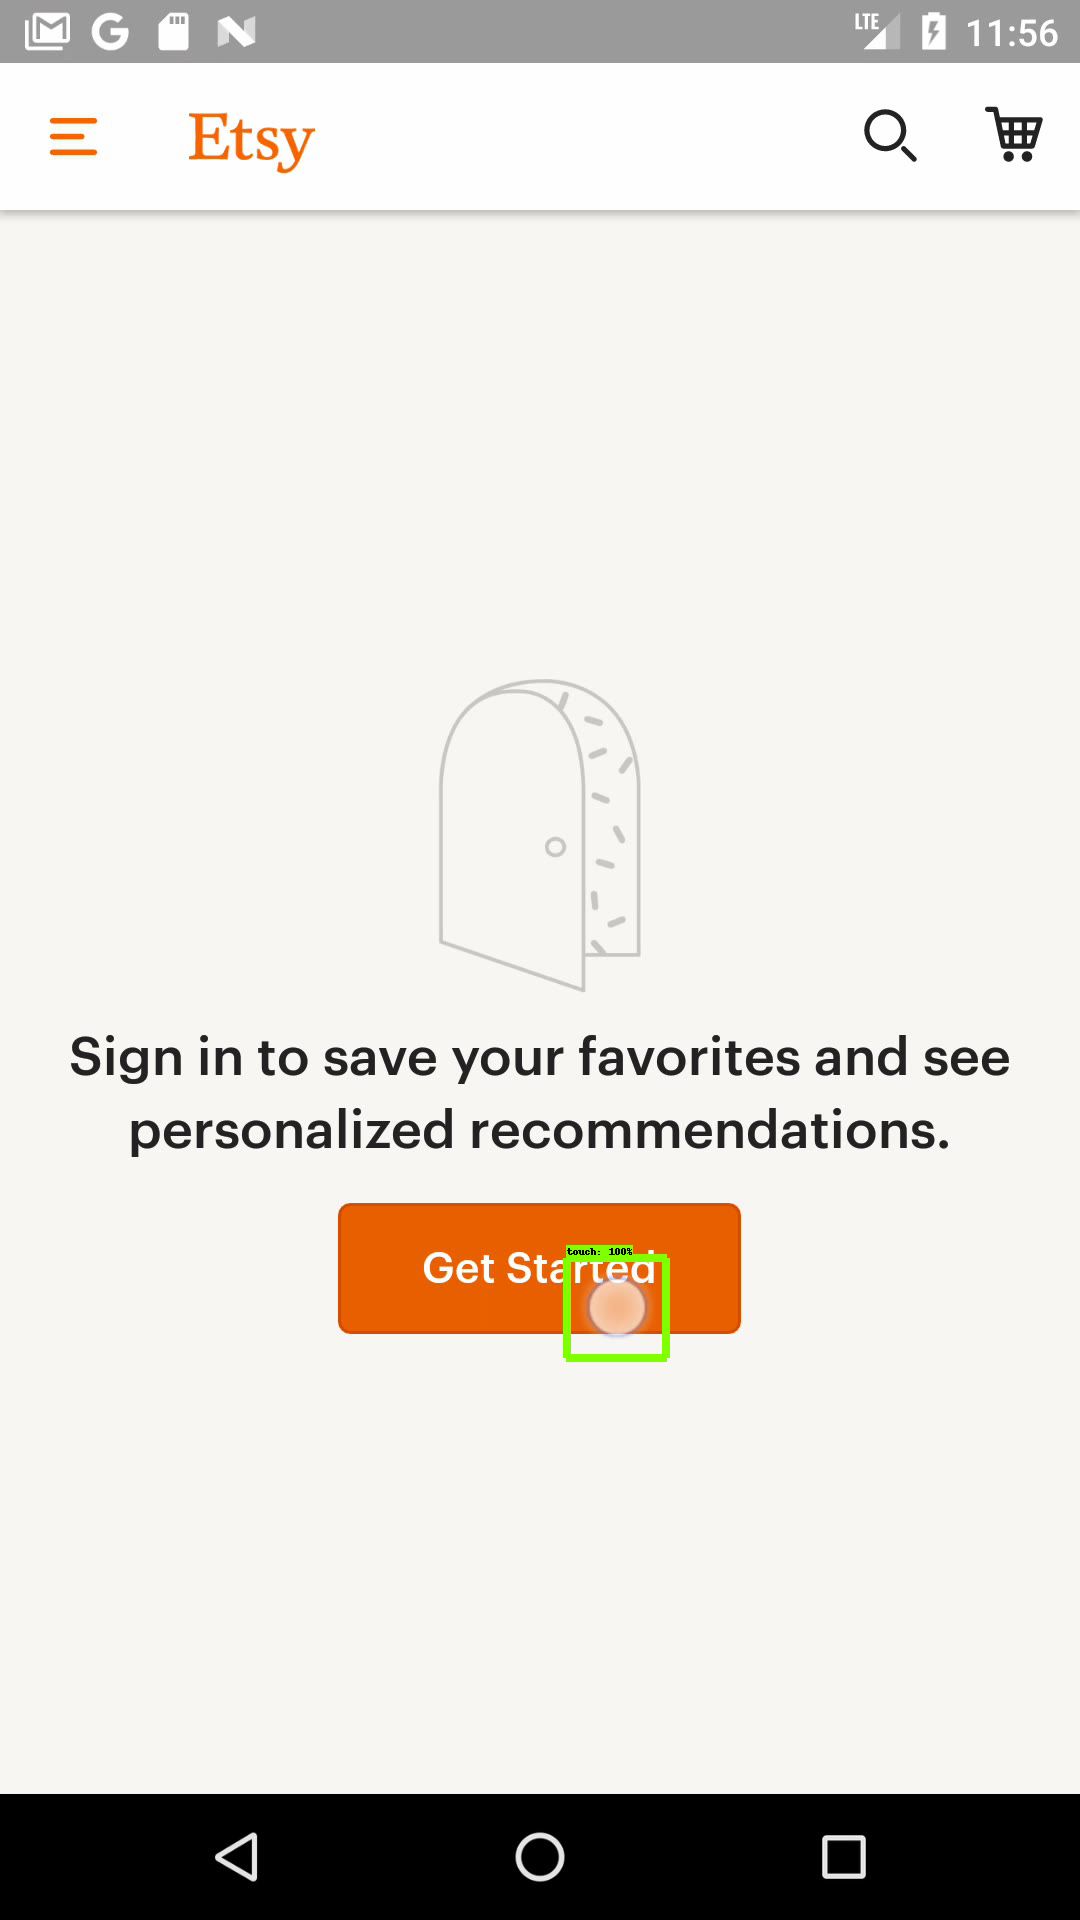 LTE 11:56
Etsy
Sign in to save your favorites and see
personalized recommendations.
touch: 100%
Get Started